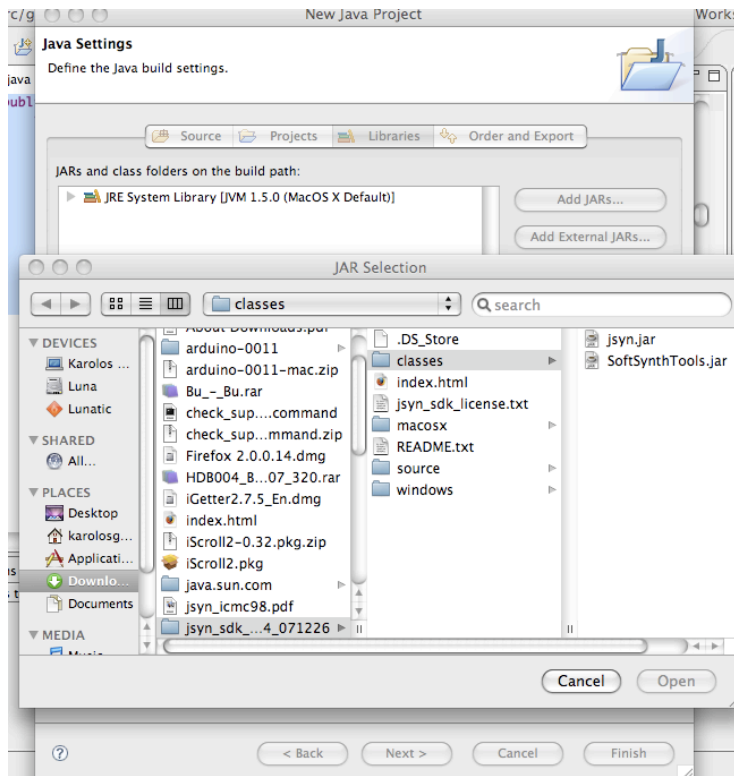 rc/g
New Java Project
Works
Java Settings
Define the Java build settings.
java
publ
Source
Projects
Libraries
Order and Export
JARs and class folders on the build path:
JRE System Library [JVM 1.5.0 (MacOS X Default)]
Add JARs...
Add External JARs...
JAR Selection
classes
search
DEVICES
Karolos ...
Luna
Lunatic
SHARED
All...
PLACES
Desktop
karolosg...
Applicati...
Downlo...
Documents
MEDIA
Music
About Downloads.pdf
arduino-0011
arduino-0011-mac.zip
Bu_-_Bu.rar
check_sup....command
check_sup...mmand.zip
Firefox 2.0.0.14.dmg
HDB004_B...07_320.rar
iGetter2.7.5_En.dmg
index.html
iScroll2-0.32.pkg.zip
iScroll2.pkg
java.sun.com
jsyn_icmc98.pdf
jsyn_sdk_...4_071226
.DS_Store
classes
index.html
jsyn_sdk_license.txt
macosx
README.txt
source
windows
jsyn.jar
SoftSynthTools.jar
Cancel
Open
?
< Back
Next >
Cancel
Finish